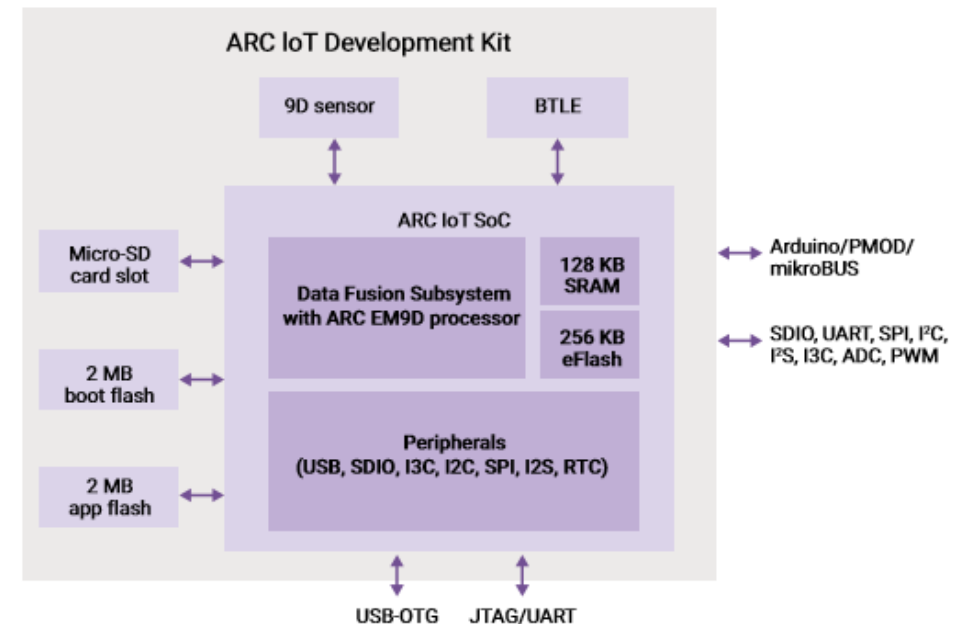 ARC IoT Development Kit
9D sensor
BTLE
ARC IoT SoC
Micro-SD
card slot
Data Fusion Subsystem
with ARC EM9D processor
128 KB
SRAM
256 KB
eFlash
Arduino/PMOD/
mikroBUS
SDIO, UART, SPI, I²C,
I²S, I3C, ADC, PWM
2 MB
boot flash
Peripherals
(USB, SDIO, I3C, I2C, SPI, I2S, RTC)
2 MB
app flash
USB-OTG
JTAG/UART